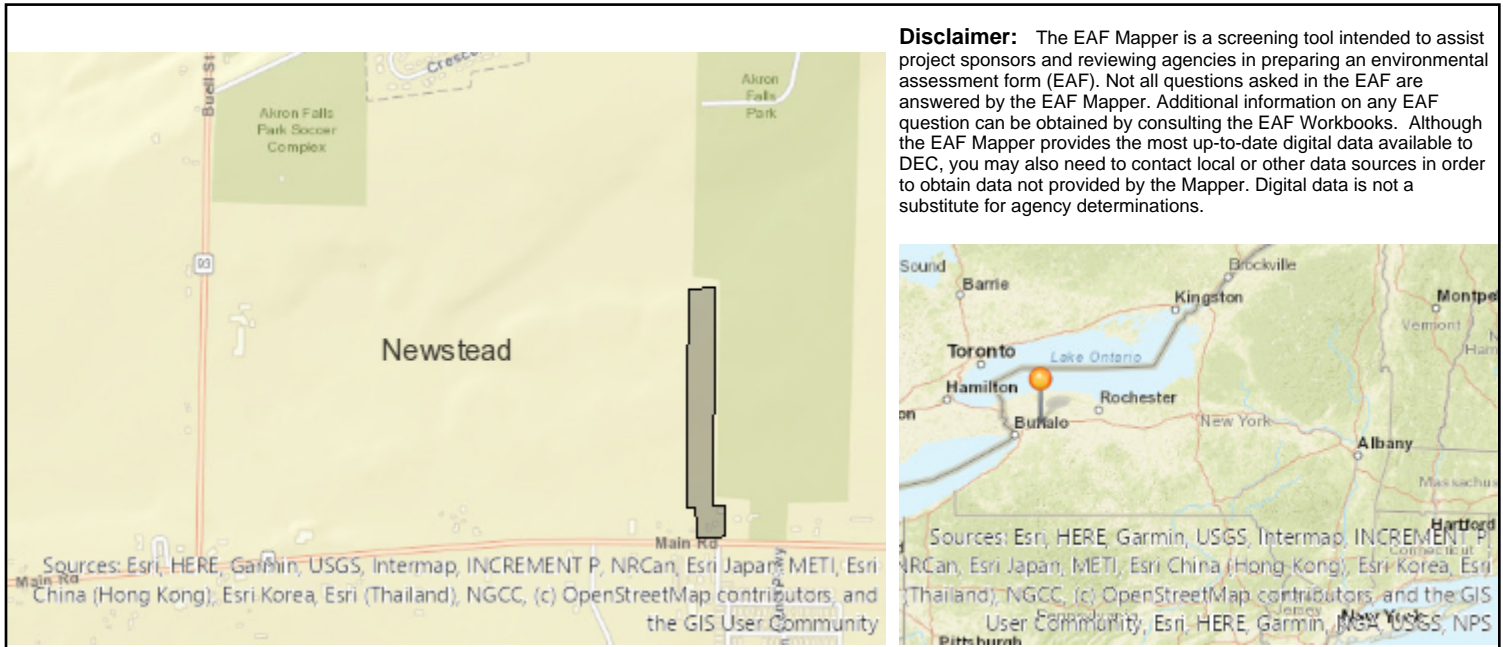 Disclaimer: The EAF Mapper is a screening tool intended to assist
project sponsors and reviewing agencies in preparing an environmental
assessment form (EAF). Not all questions asked in the EAF are
answered by the EAF Mapper. Additional information on any EAF
question can be obtained by consulting the EAF Workbooks. Although
the EAF Mapper provides the most up-to-date digital data available to
DEC, you may also need to contact local or other data sources in order
to obtain data not provided by the Mapper. Digital data is not a
substitute for agency determinations.
Buell St
Akron Falls
Park Soccer
Complex
Akron
Falls
Park
93
Newstead
Main Rd
Main Rd
Sources: Esri, HERE, Garmin, USGS, Intermap, INCREMENT P, NRCan, Esri Japan, METI, Esri
China (Hong Kong), Esri Korea, Esri (Thailand), NGCC, (c) OpenStreetMap contributors, and
the GIS User Community
Sound
Barrie
Brockville
Kingston
Montpe
Vermont
Toronto
Lake Ontario
Hamilton
Rochester
Buffalo
New York
Albany
Massachus
Hartford
Connecticut
Sources: Esri, HERE, Garmin, USGS, Intermap, INCREMENT P,
NRCan, Esri Japan, METI, Esri China (Hong Kong), Esri Korea, Esri
(Thailand), NGCC, (c) OpenStreetMap contributors, and the GIS
User Community, Esri, HERE, Garmin, NGA, USGS, NPS
Pennsylvania
Jersey
New York
Pittsburgh